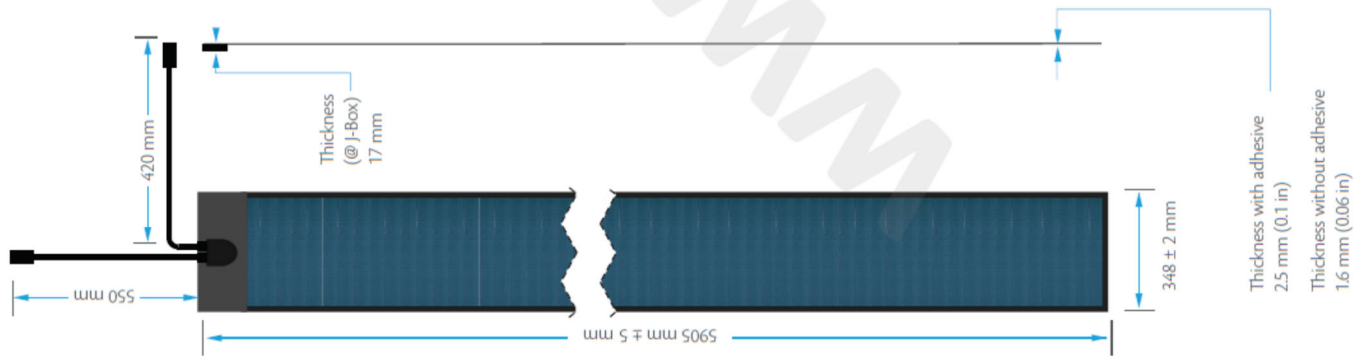 420 mm
550 mm
Thickness
(@ J-Box)
17 mm
5905 mm ± 5 mm
348 ± 2 mm
Thickness with adhesive
2.5 mm (0.1 in)
Thickness without adhesive
1.6 mm (0.06 in)